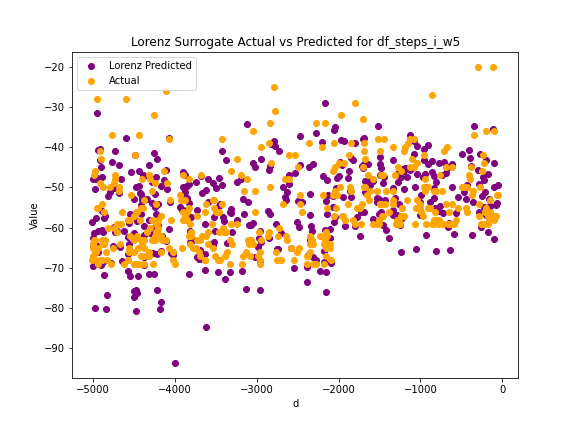 Lorenz Surrogate Actual vs Predicted for df_steps_i_w5
Lorenz Predicted
Actual
−20
−30
−40
−50
−60
−70
−80
−90
Value
−5000 −4000 −3000 −2000 −1000 0
d